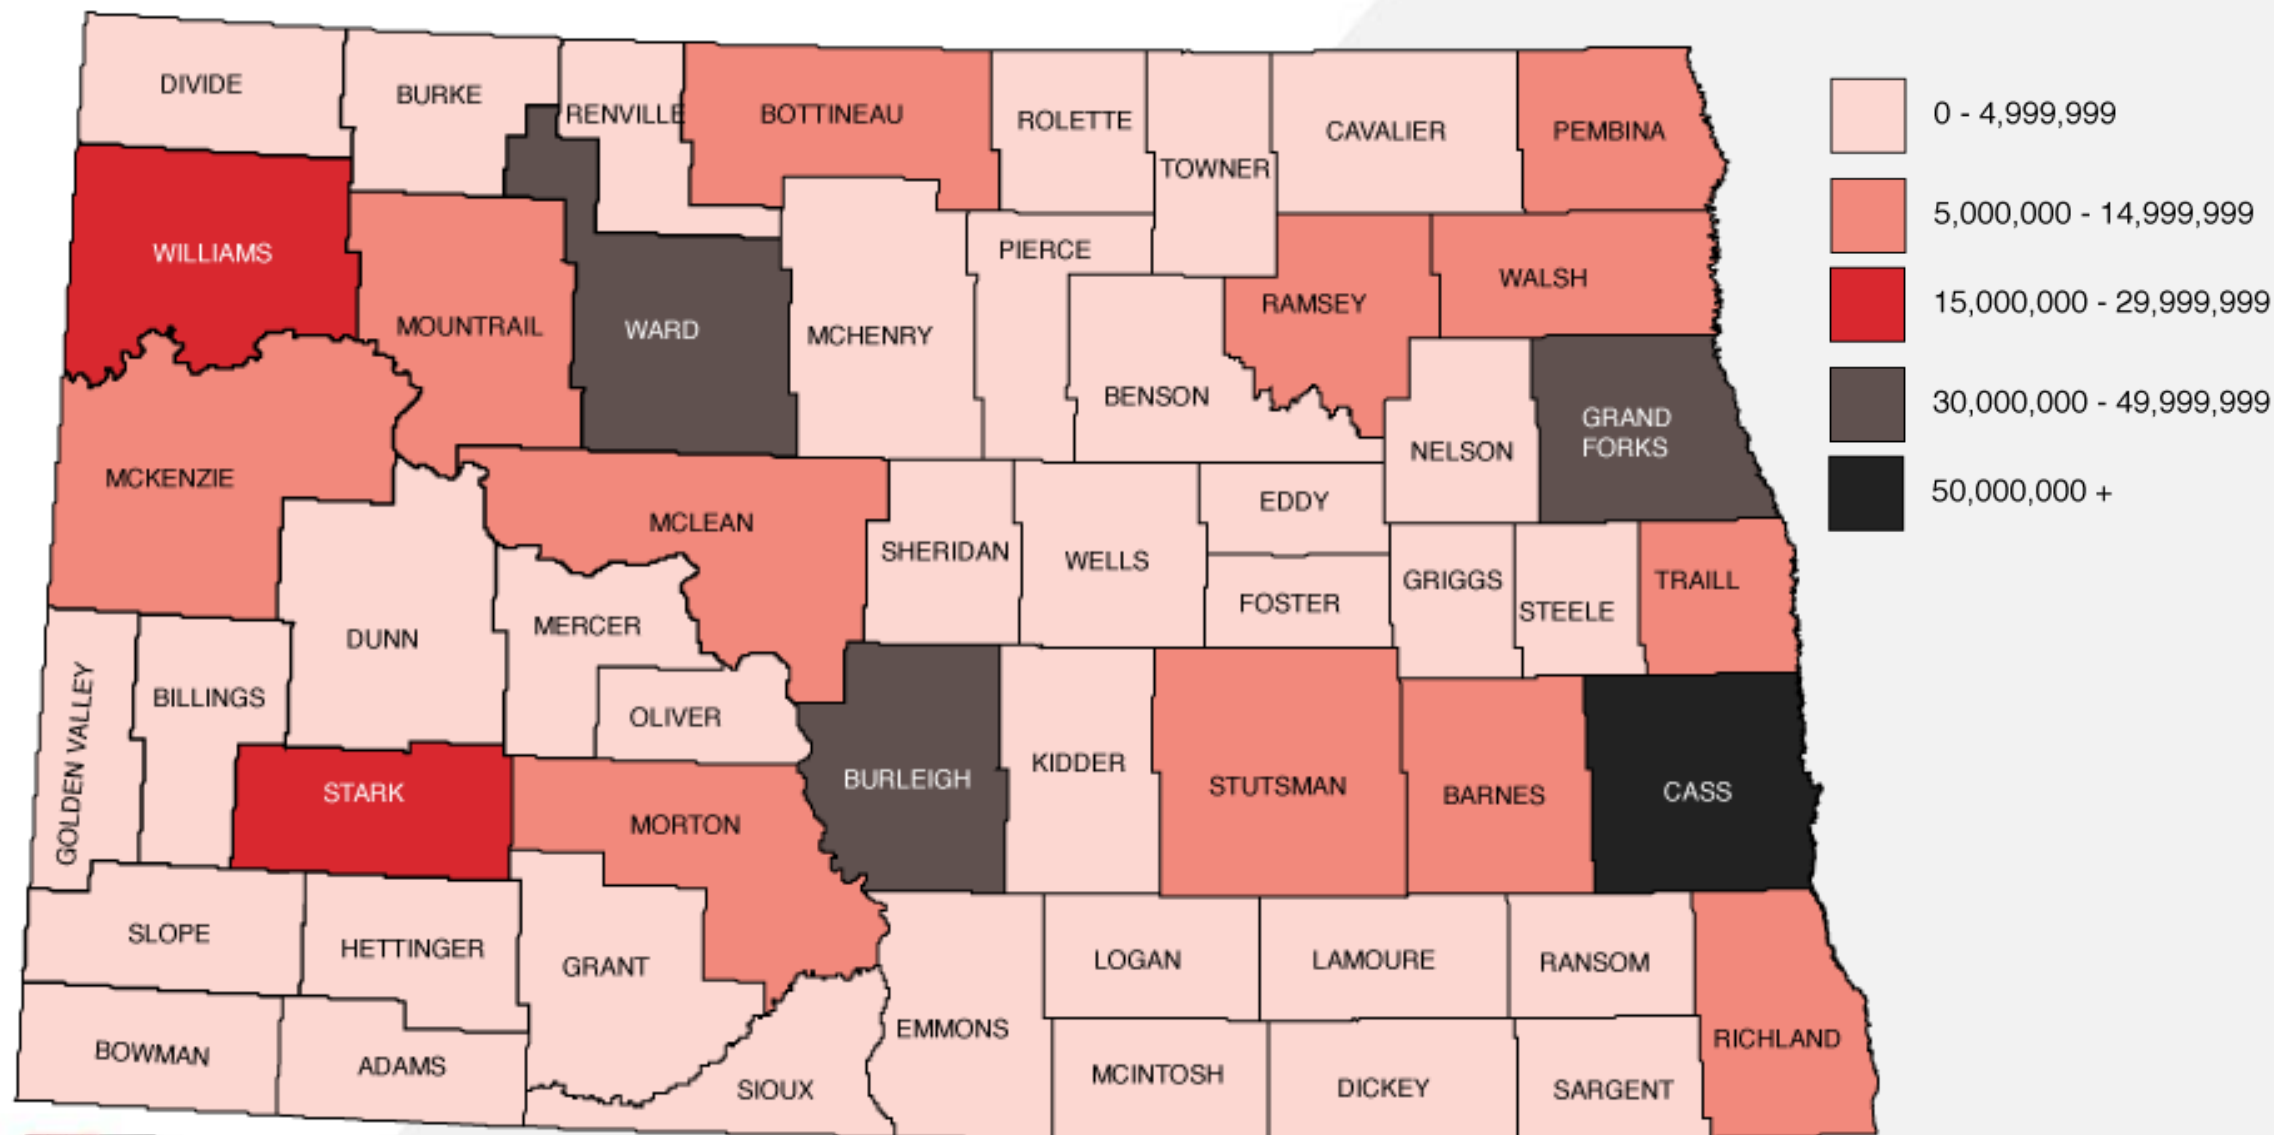 DIVIDE
BURKE
RENVILLE
BOTTINEAU
ROLETTE
TOWNER
CAVALIER
PEMBINA
WILLIAMS
MOUNTRAIL
WARD
MCHENRY
PIERCE
BENSON
RAMSEY
WALSH
NELSON
GRAND
FORKS
MCKENZIE
DUNN
MCLEAN
MERCER
OLIVER
SHERIDAN
WELLS
EDDY
FOSTER
GRIGGS
STEELE
TRAILL
GOLDEN VALLEY
BILLINGS
STARK
MORTON
BURLEIGH
KIDDER
STUTSMAN
BARNES
CASS
SLOPE
HETTINGER
GRANT
BOWMAN
ADAMS
SIOUX
EMMONS
LOGAN
LAMOURE
RANSOM
RICHLAND
MCINTOSH
DICKEY
SARGENT
0 - 4,999,999
5,000,000 - 14,999,999
15,000,000 - 29,999,999
30,000,000 - 49,999,999
50,000,000 +